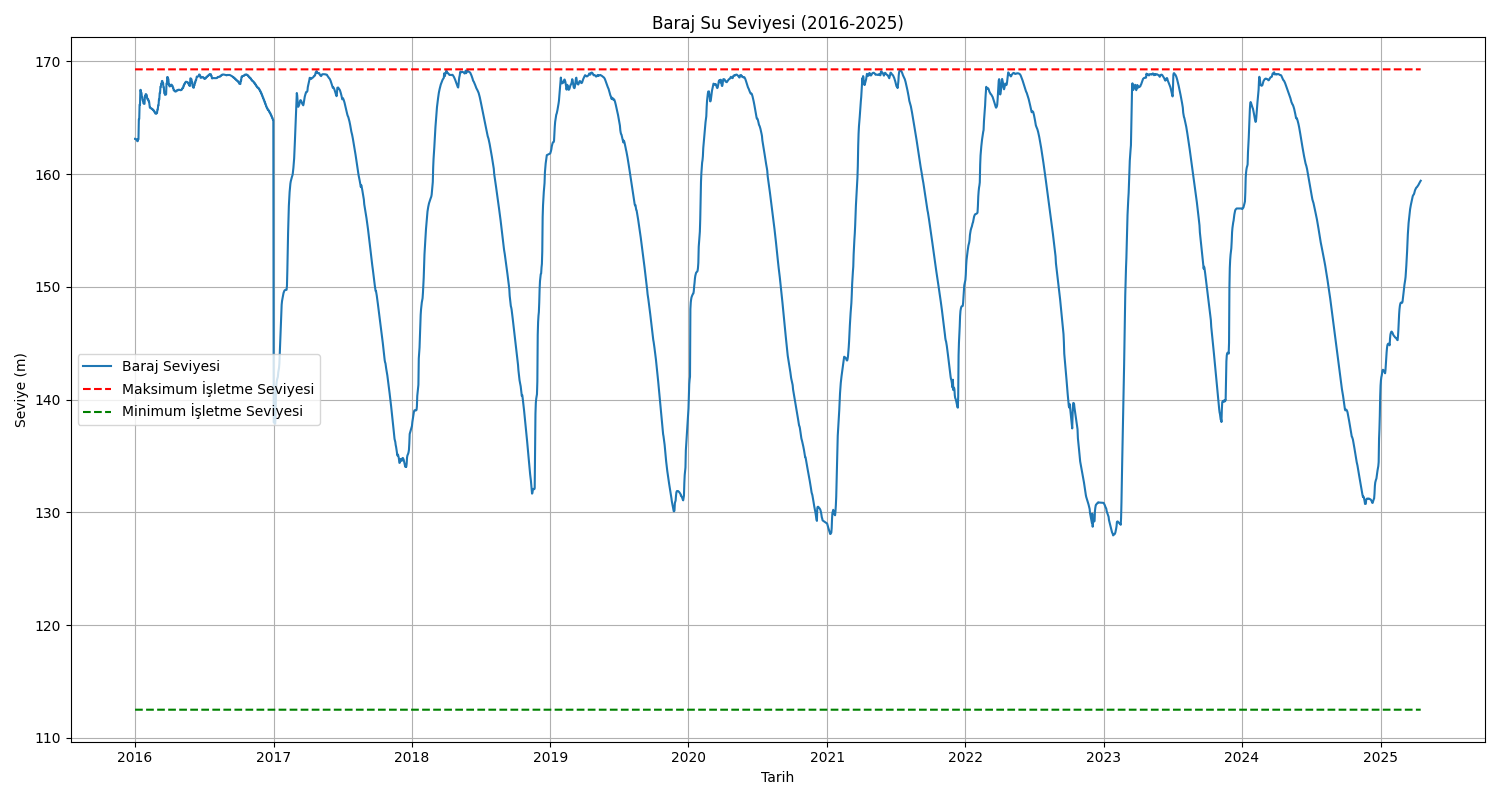 Baraj Su Seviyesi (2016-2025)
170
160
150
140
130
120
110
Seviye (m)
Baraj Seviyesi
Maksimum İşletme Seviyesi
Minimum İşletme Seviyesi
2016 2017 2018 2019 2020 2021 2022 2023 2024 2025
Tarih